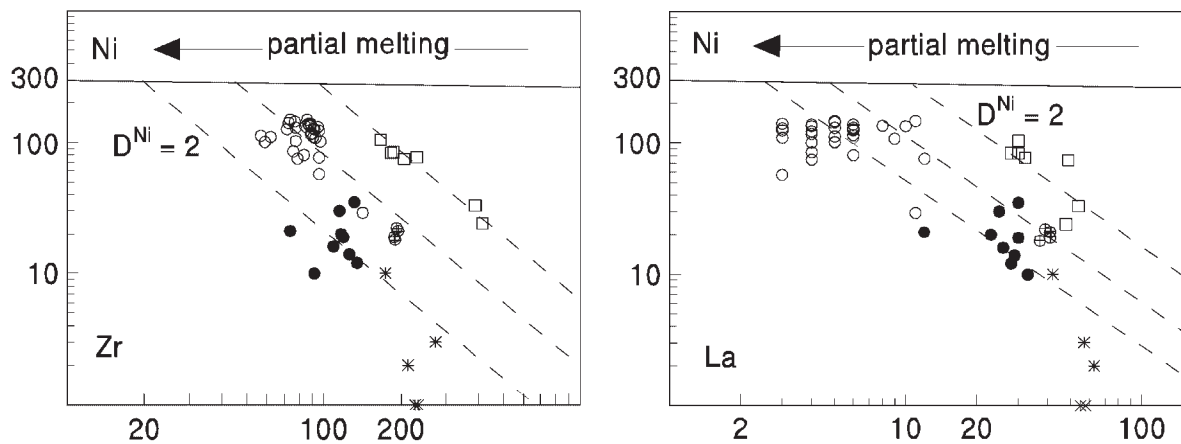 Ni partial melting
300
100
D^Ni = 2
10
Zr
20 100 200
Ni partial melting
300
100
D^Ni = 2
10
La
2 10 20 100